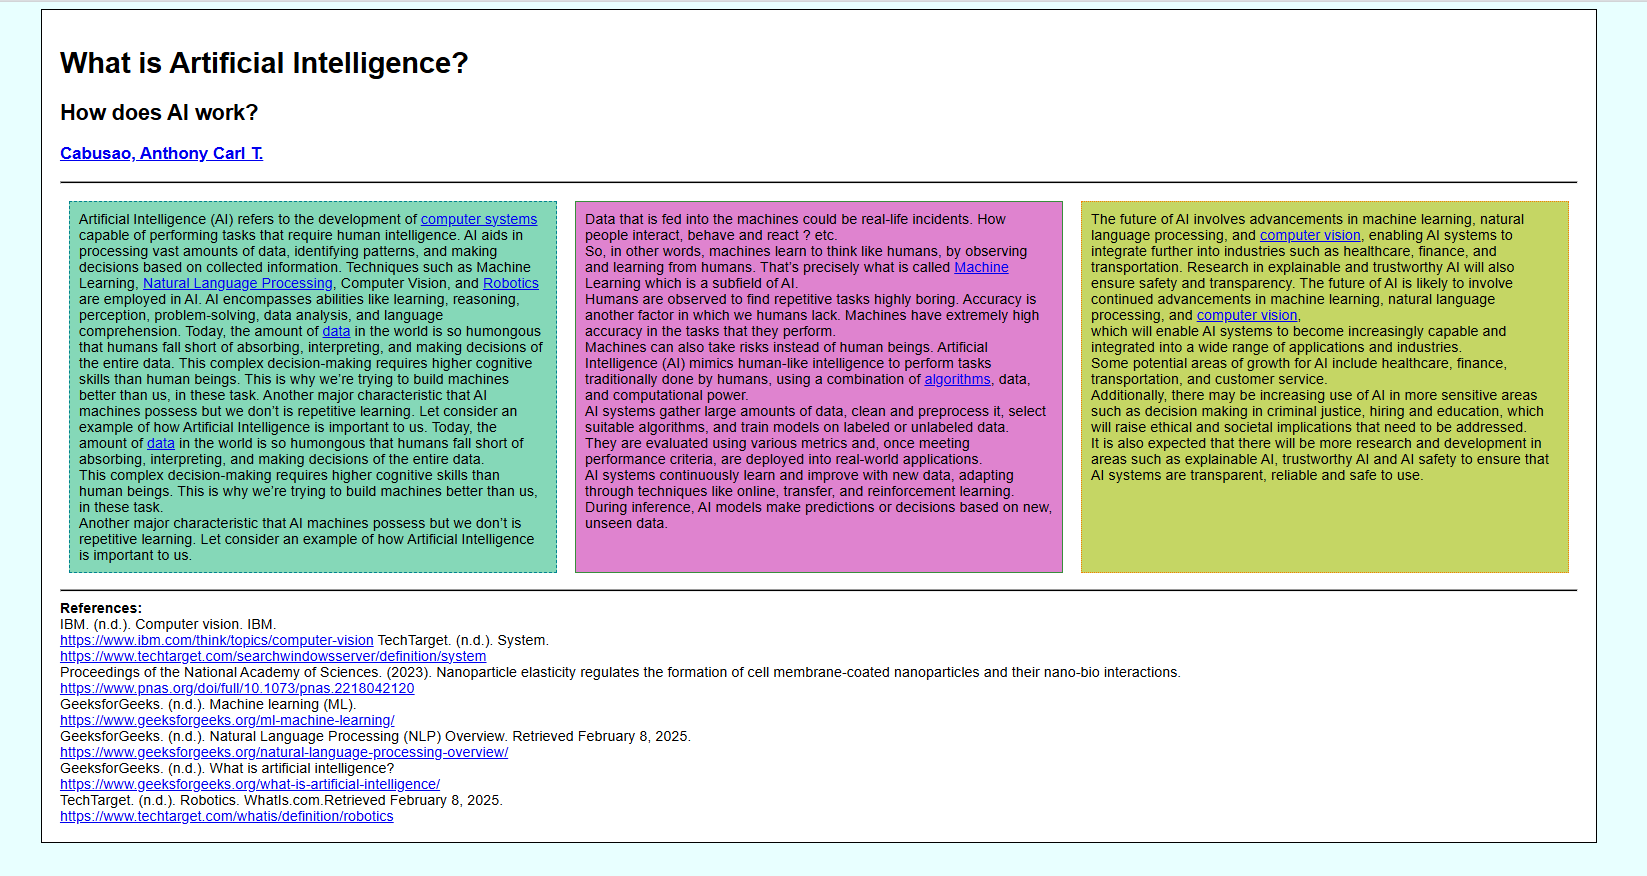 What is Artificial Intelligence?
How does AI work?
Cabusao, Anthony Carl T.
Artificial Intelligence (AI) refers to the development of computer systems
capable of performing tasks that require human intelligence. AI aids in
processing vast amounts of data, identifying patterns, and making
decisions based on collected information. Techniques such as Machine
Learning, Natural Language Processing, Computer Vision, and Robotics
are employed in AI. AI encompasses abilities like learning, reasoning,
perception, problem-solving, data analysis, and language
comprehension. Today, the amount of data in the world is so humongous
that humans fall short of absorbing, interpreting, and making decisions of
the entire data. This complex decision-making requires higher cognitive
skills than human beings. This is why we’re trying to build machines
better than us, in these task. Another major characteristic that AI
machines possess but we don’t is repetitive learning. Let consider an
example of how Artificial Intelligence is important to us. Today, the
amount of data in the world is so humongous that humans fall short of
absorbing, interpreting, and making decisions of the entire data.
This complex decision-making requires higher cognitive skills than
human beings. This is why we’re trying to build machines better than us,
in these task.
Another major characteristic that AI machines possess but we don’t is
repetitive learning. Let consider an example of how Artificial Intelligence
is important to us.
Data that is fed into the machines could be real-life incidents. How
people interact, behave and react ? etc.
So, in other words, machines learn to think like humans, by observing
and learning from humans. That’s precisely what is called Machine
Learning which is a subfield of AI.
Humans are observed to find repetitive tasks highly boring. Accuracy is
another factor in which we humans lack. Machines have extremely high
accuracy in the tasks that they perform.
Machines can also take risks instead of human beings. Artificial
Intelligence (AI) mimics human-like intelligence to perform tasks
traditionally done by humans, using a combination of algorithms, data,
and computational power.
AI systems gather large amounts of data, clean and preprocess it, select
suitable algorithms, and train models on labeled or unlabeled data.
They are evaluated using various metrics and, once meeting
performance criteria, are deployed into real-world applications.
AI systems continuously learn and improve with new data, adapting
through techniques like online, transfer, and reinforcement learning.
During inference, AI models make predictions or decisions based on new,
unseen data.
The future of AI involves advancements in machine learning, natural
language processing, and computer vision, enabling AI systems to
integrate further into industries such as healthcare, finance, and
transportation. Research in explainable and trustworthy AI will also
ensure safety and transparency. The future of AI is likely to involve
continued advancements in machine learning, natural language
processing, and computer vision,
which will enable AI systems to become increasingly capable and
integrated into a wide range of applications and industries.
Some potential areas of growth for AI include healthcare, finance,
transportation, and customer service.
Additionally, there may be increasing use of AI in more sensitive areas
such as decision making in criminal justice, hiring and education, which
will raise ethical and societal implications that need to be addressed.
It is also expected that there will be more research and development in
areas such as explainable AI, trustworthy AI and AI safety to ensure that
AI systems are transparent, reliable and safe to use.
References:
IBM. (n.d.). Computer vision. IBM.
https://www.ibm.com/think/topics/computer-vision TechTarget. (n.d.). System.
https://www.techtarget.com/searchwindowsserver/definition/system
Proceedings of the National Academy of Sciences. (2023). Nanoparticle elasticity regulates the formation of cell membrane-coated nanoparticles and their nano-bio interactions.
https://www.pnas.org/doi/full/10.1073/pnas.2218042120
GeeksforGeeks. (n.d.). Machine learning (ML).
https://www.geeksforgeeks.org/ml-machine-learning/
GeeksforGeeks. (n.d.). Natural Language Processing (NLP) Overview. Retrieved February 8, 2025.
https://www.geeksforgeeks.org/natural-language-processing-overview/
GeeksforGeeks. (n.d.). What is artificial intelligence?
https://www.geeksforgeeks.org/what-is-artificial-intelligence/
TechTarget. (n.d.). Robotics. WhatIs.com.Retrieved February 8, 2025.
https://www.techtarget.com/whatis/definition/robotics